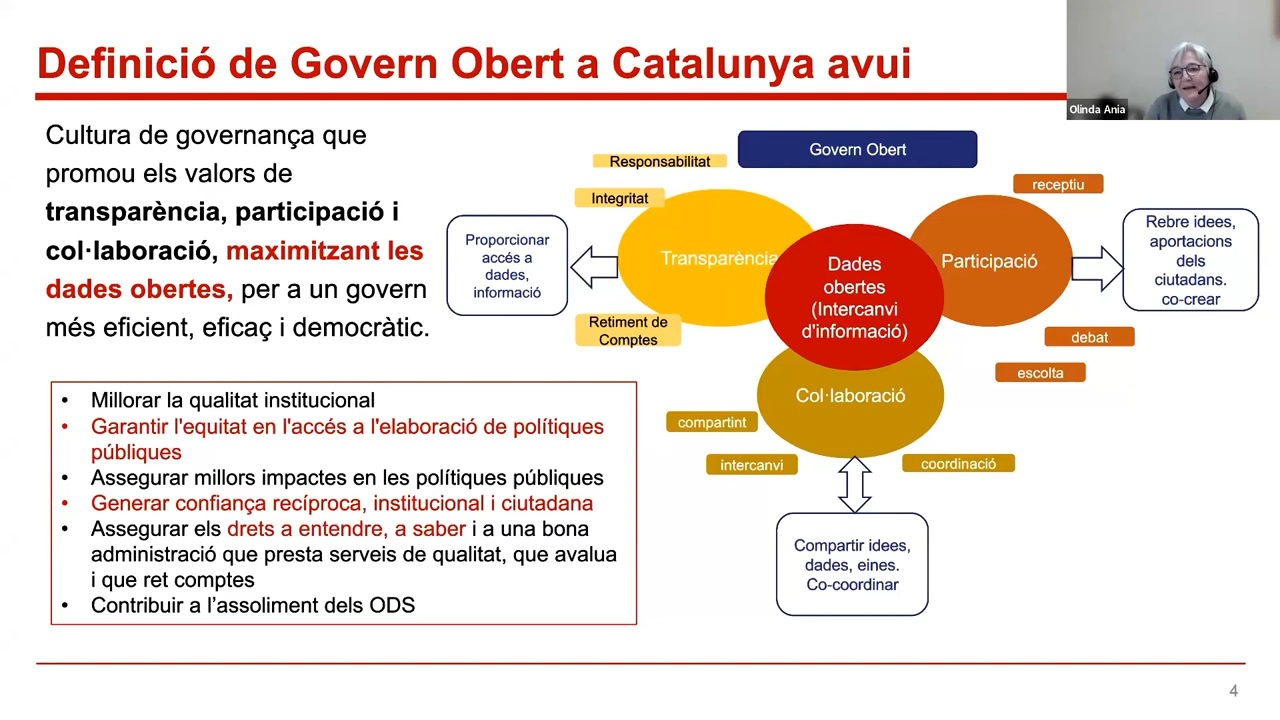 Definició de Govern Obert a Catalunya avui
Olinda Ania
Cultura de governança que
promou els valors de
transparència, participació i
col·laboració, maximitzant les
dades obertes, per a un govern
més eficient, eficaç i democràtic.
Millorar la qualitat institucional
Garantir l'equitat en l'accés a l'elaboració de polítiques
públiques
Assegurar millors impactes en les polítiques públiques
Generar confiança recíproca, institucional i ciutadana
Assegurar els drets a entendre, a saber i a una bona
administració que presta serveis de qualitat, que avalua
i que ret comptes
Contribuir a l'assoliment dels ODS
Govern Obert
Responsabilitat
Integritat
Proporcionar
accés a
dades,
informació
Transparència
Retiment de
Comptes
Dades
obertes
(Intercanvi
d'informació)
receptiu
Participació
Rebre idees,
aportacions
dels
ciutadans.
co-crear
debat
escolta
Col·laboració
compartint
intercanvi
coordinació
Compartir idees,
dades, eines.
Co-coordinar
4